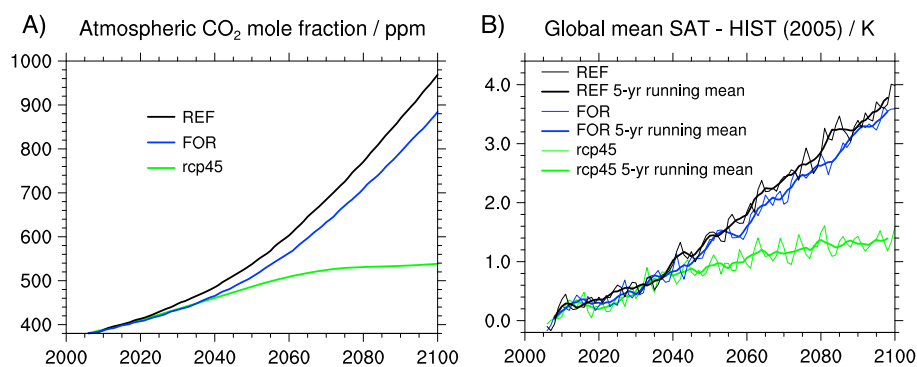 A) Atmospheric CO₂ mole fraction / ppm
1000
900
800
700
600
500
400
REF
FOR
rcp45
2000 2020 2040 2060 2080 2100
B) Global mean SAT - HIST (2005) / K
4.0
3.0
2.0
1.0
0.0
REF
REF 5-yr running mean
FOR
FOR 5-yr running mean
rcp45
rcp45 5-yr running mean
2000 2020 2040 2060 2080 2100